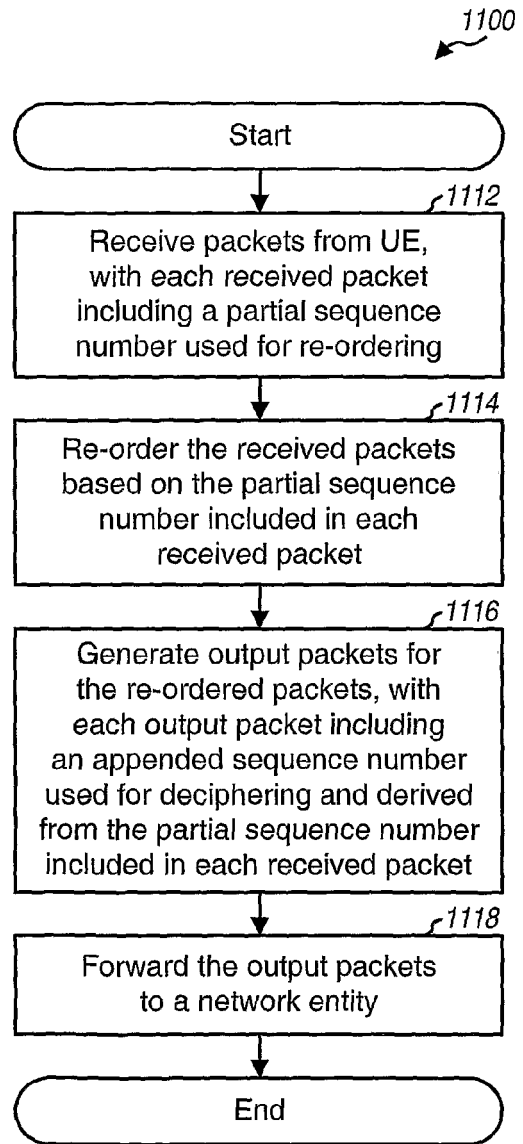 1100
Start
1112
Receive packets from UE,
with each received packet
including a partial sequence
number used for re-ordering
1114
Re-order the received packets
based on the partial sequence
number included in each
received packet
1116
Generate output packets for
the re-ordered packets, with
each output packet including
an appended sequence number
used for deciphering and derived
from the partial sequence number
included in each received packet
1118
Forward the output packets
to a network entity
End